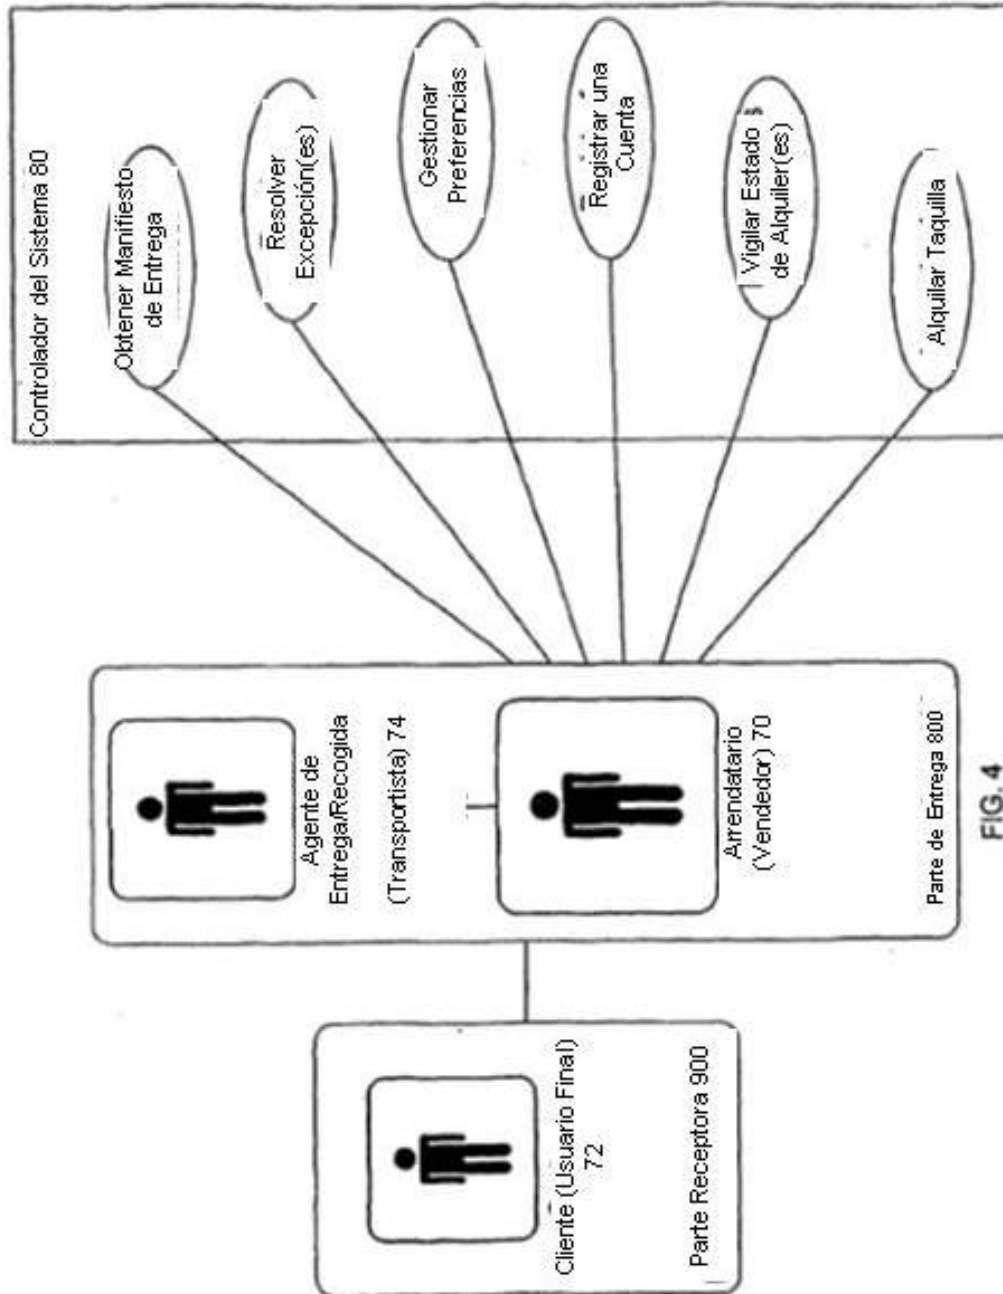 Controlador del Sistema 80
Obtener Manifiesto
de Entrega
Resolver
Excepción(es)
Gestionar
Preferencias
Registrar una
Cuenta
Vigilar Estado
de Alquiler(es)
Alquilar Taquilla
Agente de
Entrega/Recogida
(Transportista) 74
Arrendatario
(Vendedor) 70
Parte de Entrega 800
Cliente (Usuario Final)
72
Parte Receptora 900
FIG. 4